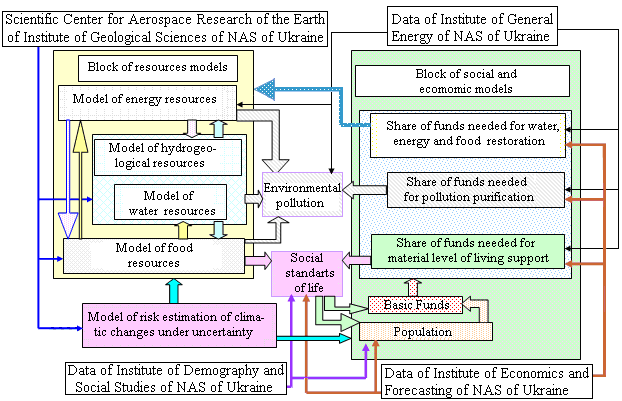 Scientific Center for Aerospace Research of the Earth
of Institute of Geological Sciences of NAS of Ukraine
Data of Institute of General
Energy of NAS of Ukraine
Block of resources models
Model of energy resources
Model of hydrogeo-
logical resources
Model of
water resources
Model of food
resources
Environmental
pollution
Social
standarts
of life
Block of social and
economic models
Share of funds needed for water,
energy and food restoration
Share of funds needed
for pollution purification
Share of funds needed for
material level of living support
Basic Funds
Population
Model of risk estimation of clima-
tic changes under uncertainty
Data of Institute of Demography and
Social Studies of NAS of Ukraine
Data of Institute of Economics and
Forecasting of NAS of Ukraine